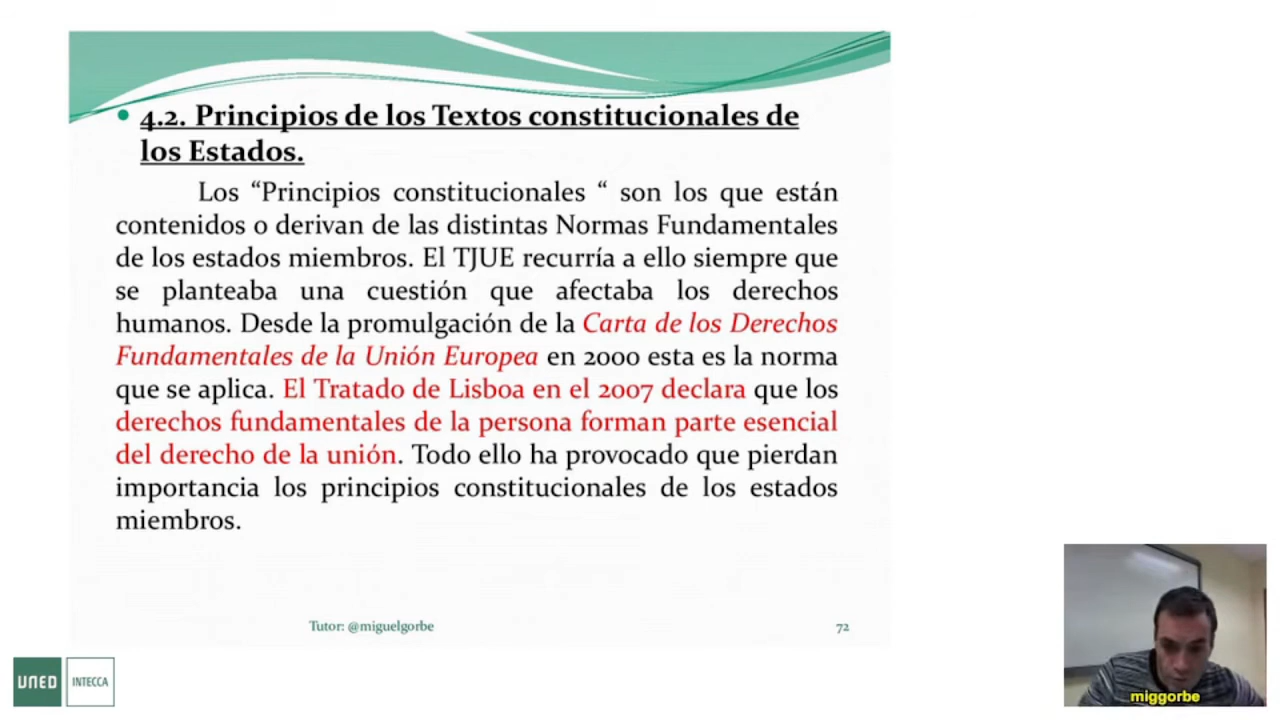 4.2. Principios de los Textos constitucionales de
los Estados.
Los “Principios constitucionales “ son los que están
contenidos o derivan de las distintas Normas Fundamentales
de los estados miembros. El TJUE recurría a ello siempre que
se planteaba una cuestión que afectaba los derechos
humanos. Desde la promulgación de la Carta de los Derechos
Fundamentales de la Unión Europea en 2000 esta es la norma
que se aplica. El Tratado de Lisboa en el 2007 declara que los
derechos fundamentales de la persona forman parte esencial
del derecho de la unión. Todo ello ha provocado que pierdan
importancia los principios constitucionales de los estados
miembros.
Tutor: @miguelgorbe
72
UNED
INTECCA
miggorbe